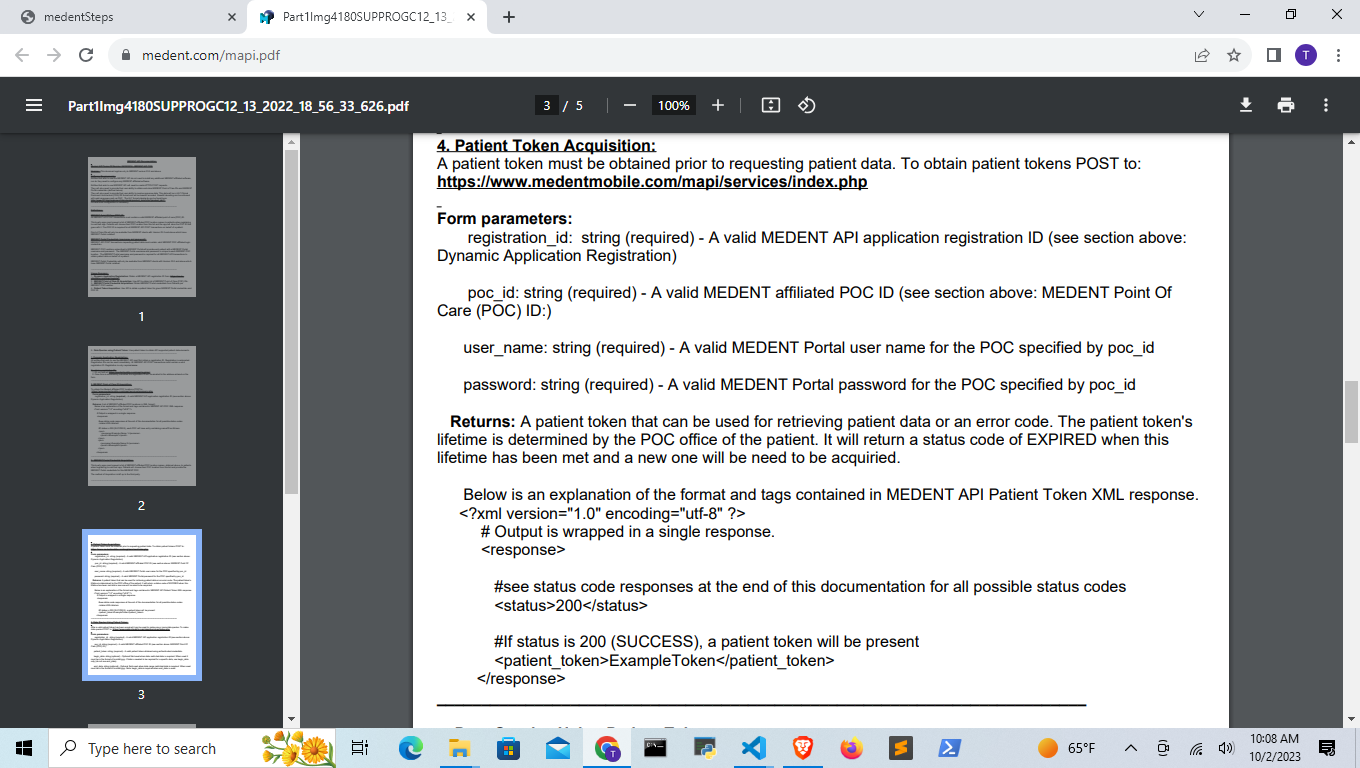 medentSteps
Part1Img4180SUPPROGC12_13_
medent.com/mapi.pdf
T
Part1Img4180SUPPROGC12_13_2022_18_56_33_626.pdf
3 / 5
100%
1
2
3
4. Patient Token Acquisition:
A patient token must be obtained prior to requesting patient data. To obtain patient tokens POST to:
https://www.medentmobile.com/mapi/services/index.php
Form parameters:
registration_id: string (required) - A valid MEDENT API application registration ID (see section above:
Dynamic Application Registration)
poc_id: string (required) - A valid MEDENT affiliated POC ID (see section above: MEDENT Point Of
Care (POC) ID:)
user_name: string (required) - A valid MEDENT Portal user name for the POC specified by poc_id
password: string (required) - A valid MEDENT Portal password for the POC specified by poc_id
Returns: A patient token that can be used for retrieving patient data or an error code. The patient token's
lifetime is determined by the POC office of the patient. It will return a status code of EXPIRED when this
lifetime has been met and a new one will be need to be acquiried.
Below is an explanation of the format and tags contained in MEDENT API Patient Token XML response.
<?xml version="1.0" encoding="utf-8" ?>
# Output is wrapped in a single response.
<response>
#see status code responses at the end of the documentation for all possible status codes
<status>200</status>
#If status is 200 (SUCCESS), a patient token will be present
<patient_token>ExampleToken</patient_token>
</response>
Type here to search
65°F
10:08 AM
10/2/2023